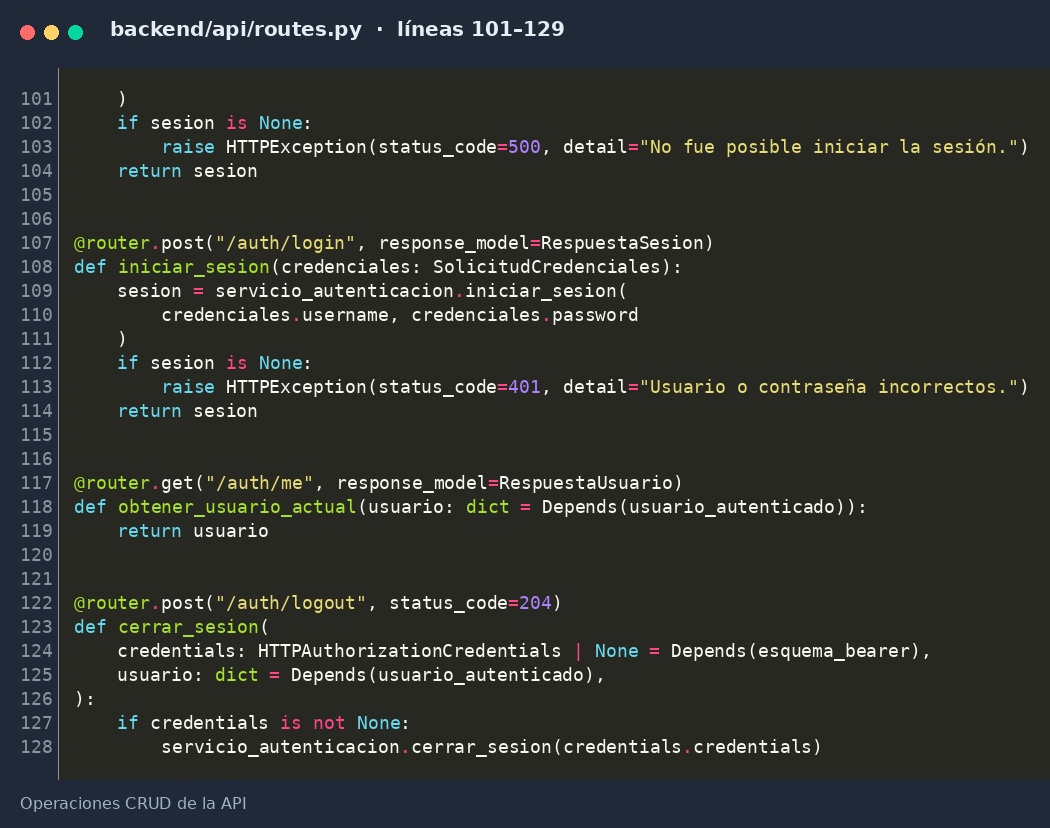 backend/api/routes.py · líneas 101–129
101     )
102     if sesion is None:
103         raise HTTPException(status_code=500, detail="No fue posible iniciar la sesión.")
104     return sesion
105
106
107 @router.post("/auth/login", response_model=RespuestaSesion)
108 def iniciar_sesion(credenciales: SolicitudCredenciales):
109     sesion = servicio_autenticacion.iniciar_sesion(
110         credenciales.username, credenciales.password
111     )
112     if sesion is None:
113         raise HTTPException(status_code=401, detail="Usuario o contraseña incorrectos.")
114     return sesion
115
116
117 @router.get("/auth/me", response_model=RespuestaUsuario)
118 def obtener_usuario_actual(usuario: dict = Depends(usuario_autenticado)):
119     return usuario
120
121
122 @router.post("/auth/logout", status_code=204)
123 def cerrar_sesion(
124     credentials: HTTPAuthorizationCredentials | None = Depends(esquema_bearer),
125     usuario: dict = Depends(usuario_autenticado),
126 ):
127     if credentials is not None:
128         servicio_autenticacion.cerrar_sesion(credentials.credentials)
Operaciones CRUD de la API